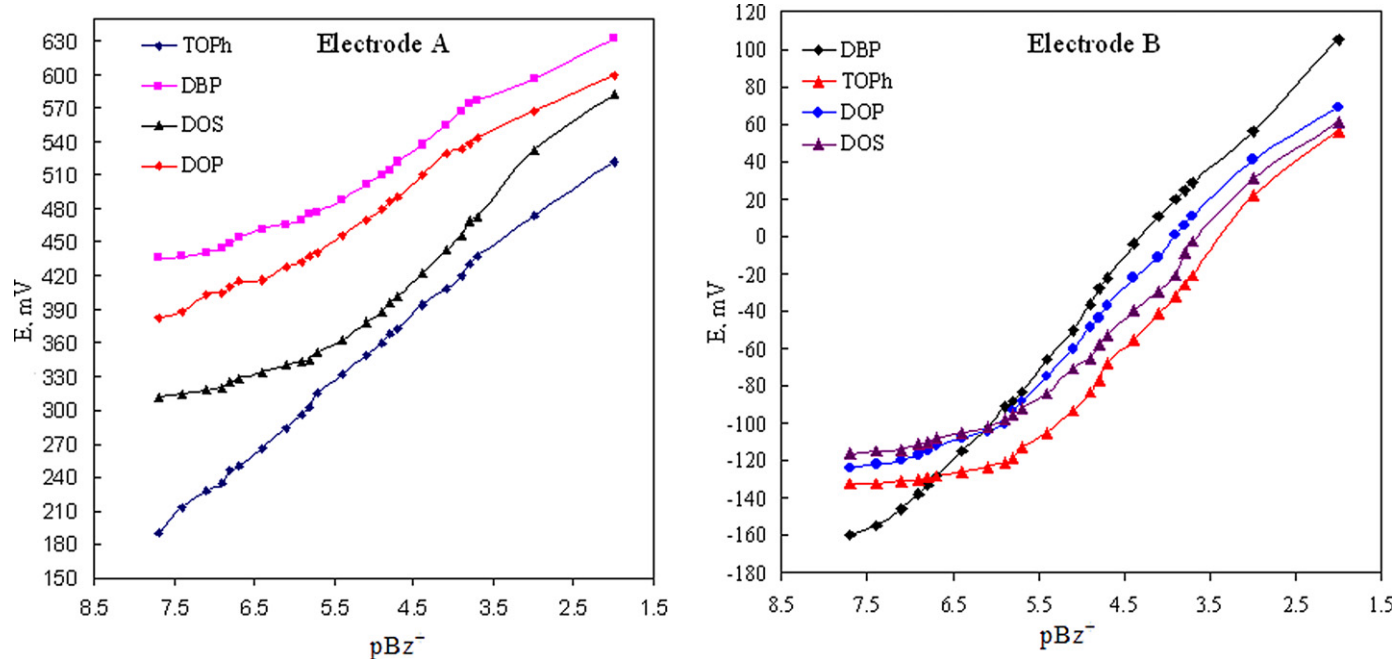 Electrode A
TOPh
DBP
DOS
DOP
E, mV
630
600
570
540
510
480
450
420
390
360
330
300
270
240
210
180
150
8.5 7.5 6.5 5.5 4.5 3.5 2.5 1.5
pBz⁻
Electrode B
DBP
TOPh
DOP
DOS
E, mV
120
100
80
60
40
20
0
-20
-40
-60
-80
-100
-120
-140
-160
-180
8.5 7.5 6.5 5.5 4.5 3.5 2.5 1.5
pBz⁻